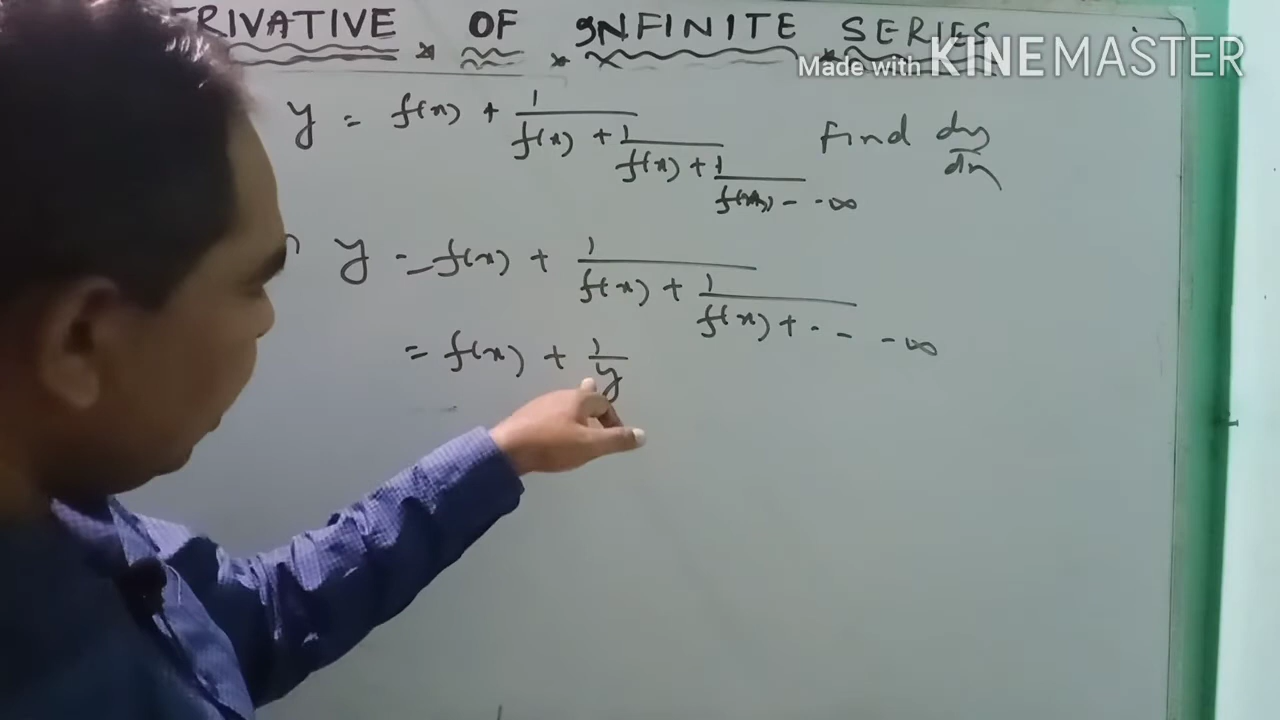 RIVATIVE OF INFINITE SERIES
Made with KINEMASTER
y = f(x) + 1/(f(x) + 1/(f(x) + 1/(f(x) - - ∞ Find dy/dx
y = f(x) + 1/(f(x) + 1/(f(x) + - - - ∞
= f(x) + 1/y